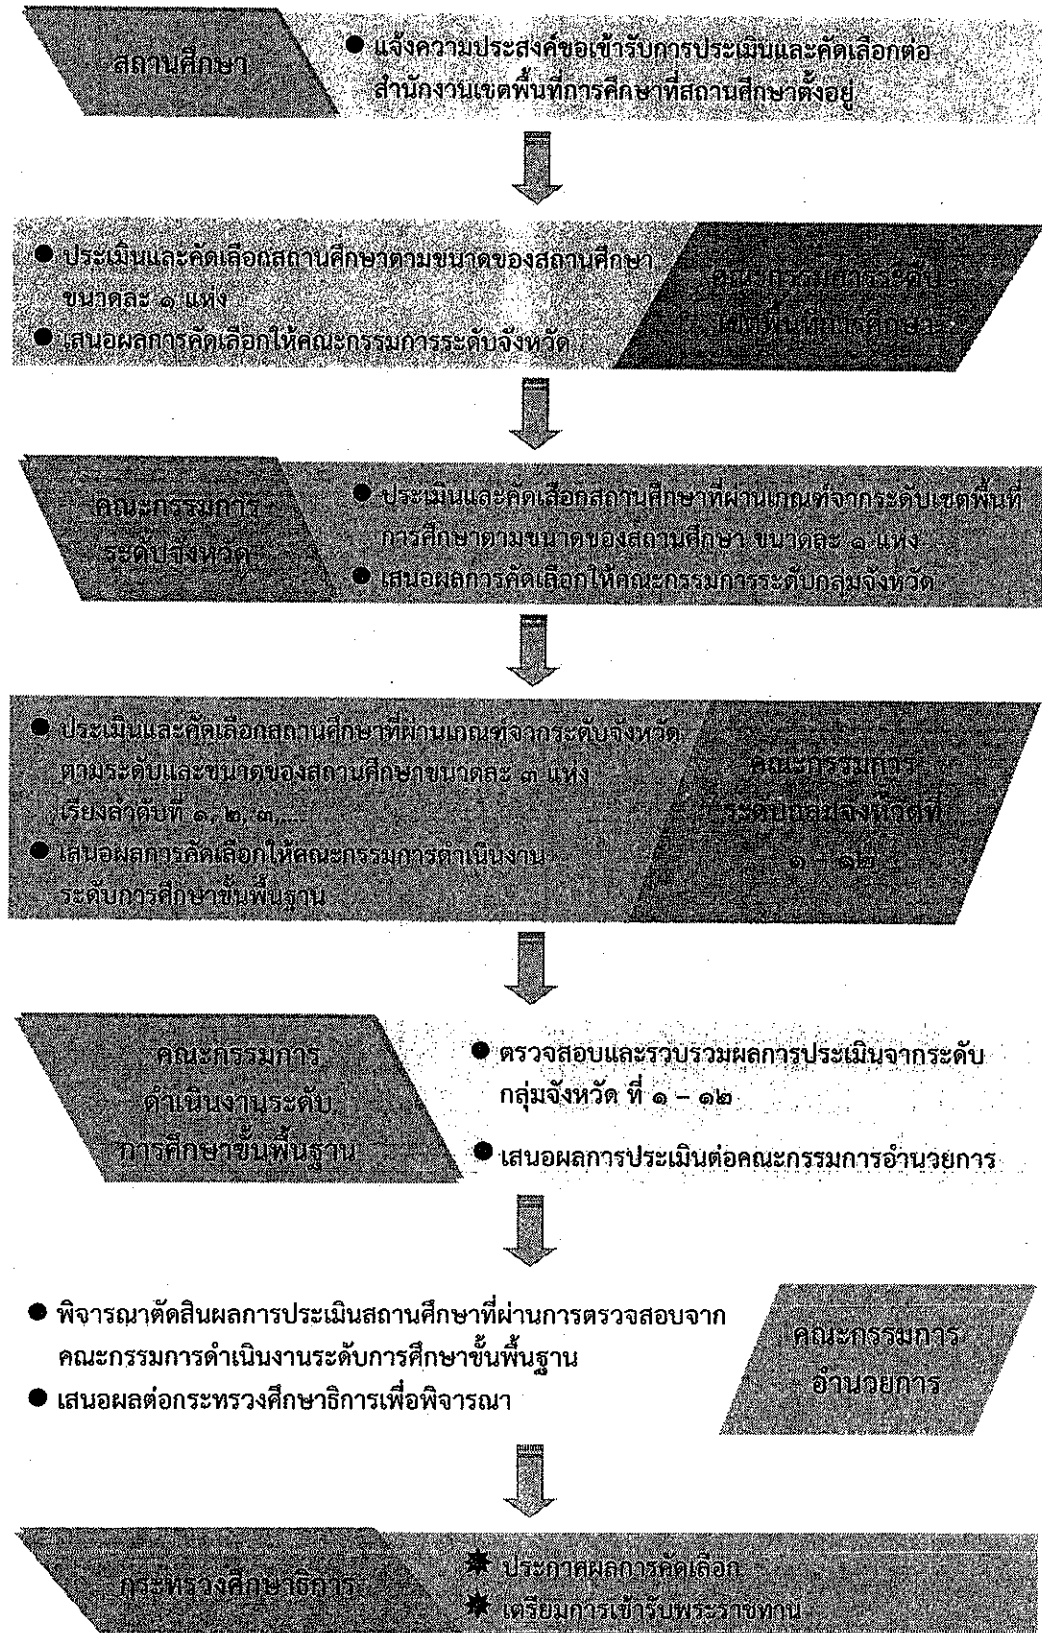 สถานศึกษา
● แจ้งความประสงค์ขอเข้ารับการประเมินและคัดเลือกต่อ
สำนักงานเขตพื้นที่การศึกษาที่สถานศึกษาตั้งอยู่
● ประเมินและคัดเลือกสถานศึกษาตามขนาดของสถานศึกษา
ขนาดละ ๑ แห่ง
● เสนอผลการคัดเลือกให้คณะกรรมการระดับจังหวัด
คณะกรรมการระดับ
เขตพื้นที่การศึกษา
คณะกรรมการ
ระดับจังหวัด
● ประเมินและคัดเลือกสถานศึกษาที่ผ่านเกณฑ์จากระดับเขตพื้นที่
การศึกษาตามขนาดของสถานศึกษา ขนาดละ ๑ แห่ง
● เสนอผลการคัดเลือกให้คณะกรรมการระดับกลุ่มจังหวัด
● ประเมินและคัดเลือกสถานศึกษาที่ผ่านเกณฑ์จากระดับจังหวัด
ตามระดับและขนาดของสถานศึกษาขนาดละ ๓ แห่ง
เรียงลำดับที่ ๑, ๒, ๓,....
● เสนอผลการคัดเลือกให้คณะกรรมการดำเนินงาน
ระดับการศึกษาขั้นพื้นฐาน
คณะกรรมการ
ระดับกลุ่มจังหวัดที่
๑ - ๑๒
คณะกรรมการ
ดำเนินงานระดับ
การศึกษาขั้นพื้นฐาน
● ตรวจสอบและรวบรวมผลการประเมินจากระดับ
กลุ่มจังหวัด ที่ ๑ – ๑๒
● เสนอผลการประเมินต่อคณะกรรมการอำนวยการ
● พิจารณาตัดสินผลการประเมินสถานศึกษาที่ผ่านการตรวจสอบจาก
คณะกรรมการดำเนินงานระดับการศึกษาขั้นพื้นฐาน
● เสนอผลต่อกระทรวงศึกษาธิการเพื่อพิจารณา
คณะกรรมการ
อำนวยการ
กระทรวงศึกษาธิการ
✸ ประกาศผลการคัดเลือก
✸ เตรียมการเข้ารับพระราชทาน